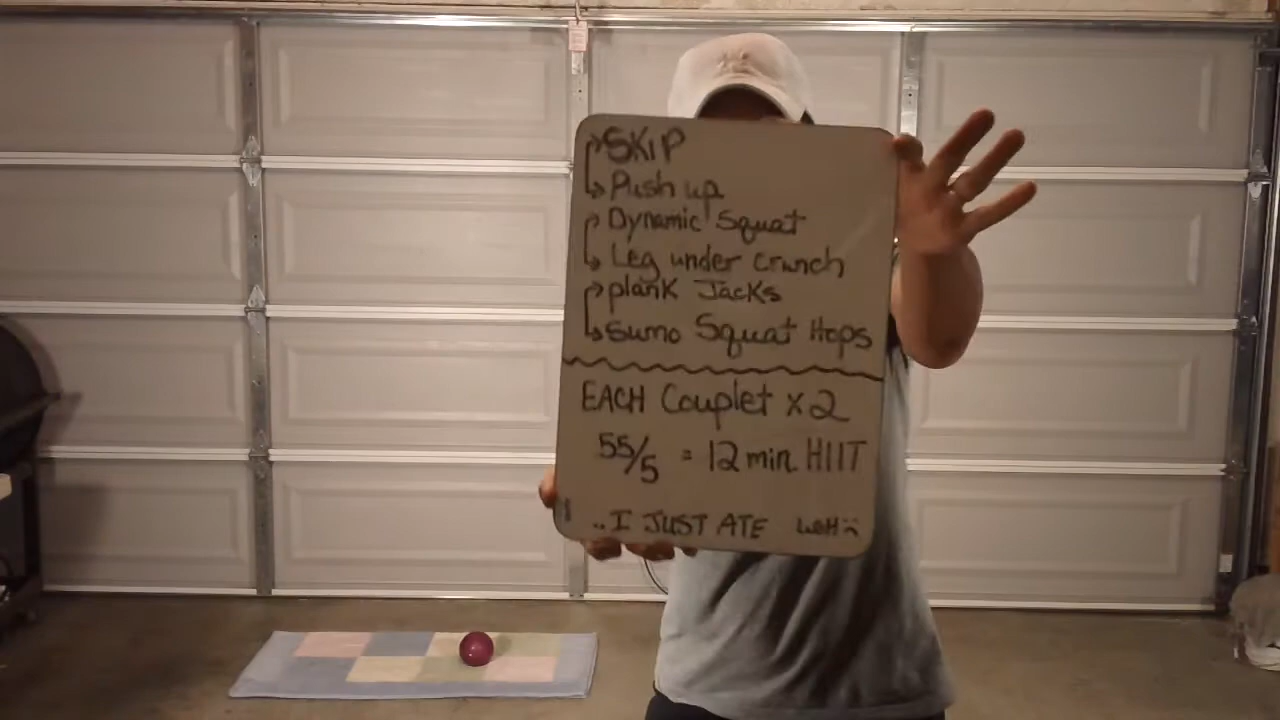 SKIP
Push up
Dynamic Squat
Leg under crunch
plank Jacks
Sumo Squat Hops
EACH Couplet x2
55/5 = 12 min HIIT
..I JUST ATE